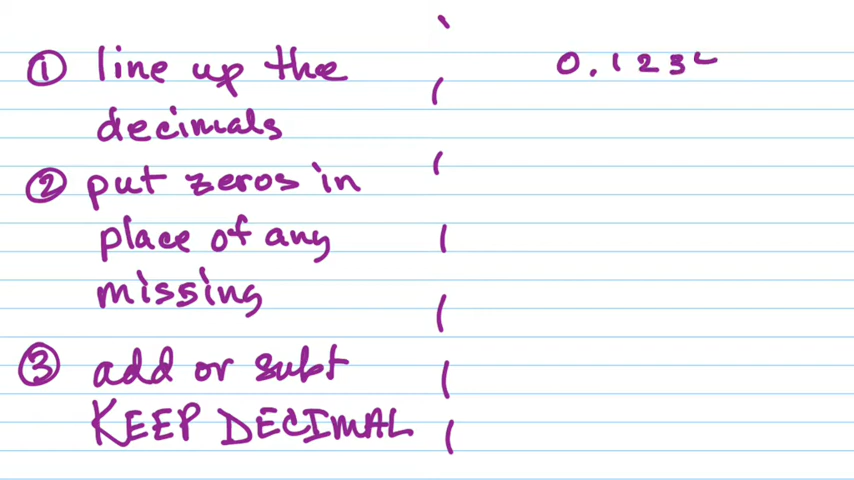 ① line up the
decimals
② put zeros in
place of any
missing
③ add or subt
KEEP DECIMAL
0.123